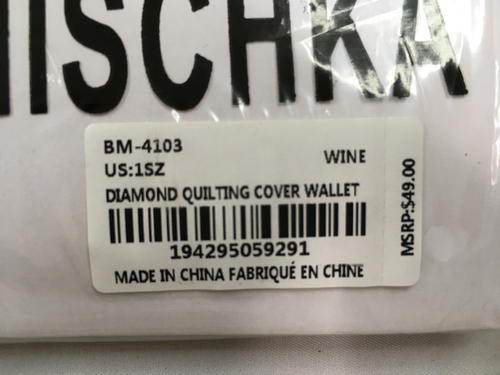 MISCHKA
BM-4103
US:1SZ
WINE
DIAMOND QUILTING COVER WALLET
194295059291
MADE IN CHINA FABRIQUÉ EN CHINE
MSRP:$49.00